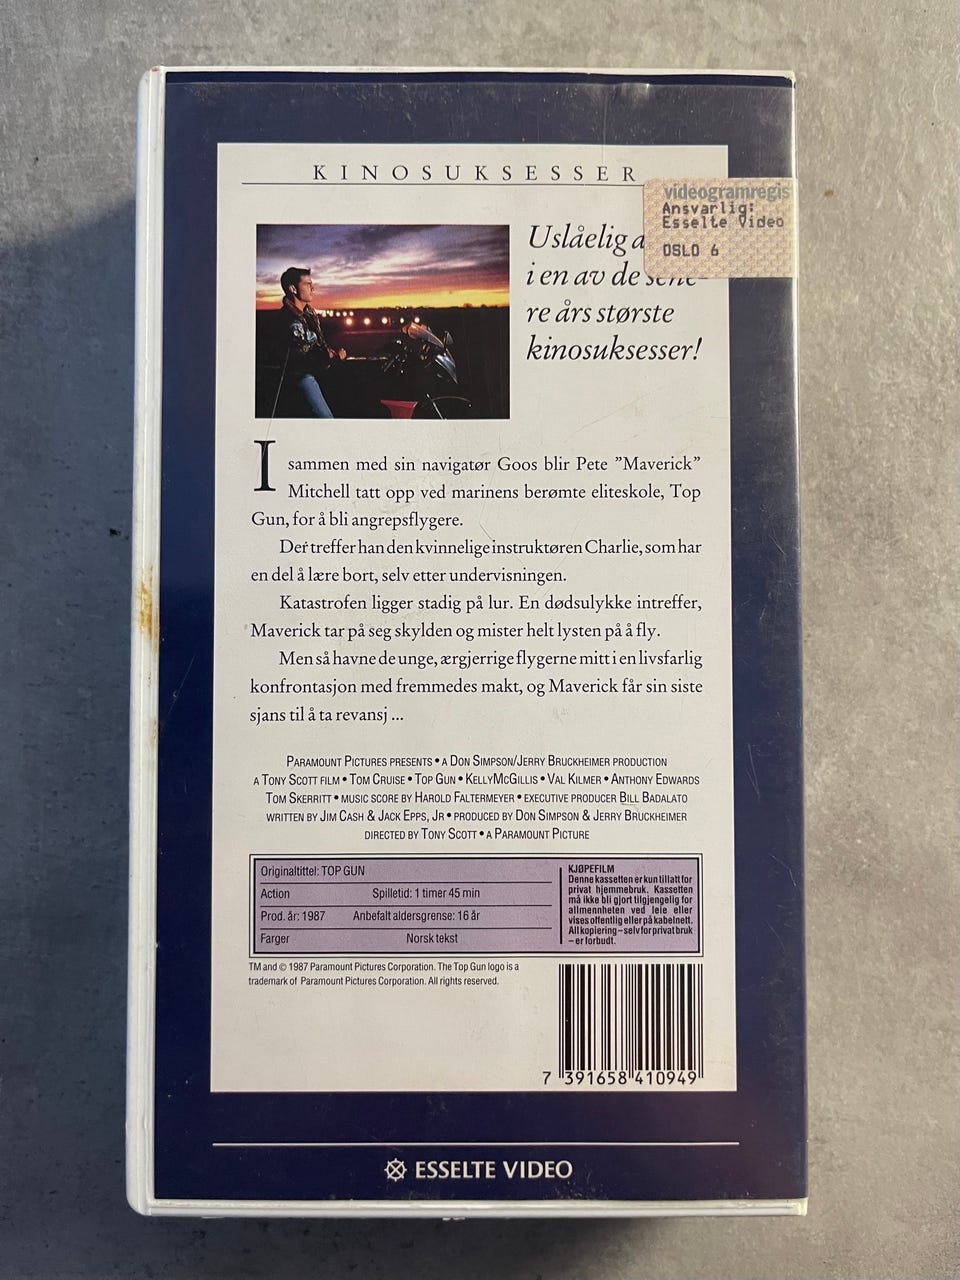 KINOSUKSESSER
videogramregis
Ansvarlig:
Esselte Video
OSLO 6
Uslåelig
i en av de sene-
re års største
kinosuksesser!
I sammen med sin navigatør Goos blir Pete ”Maverick”
Mitchell tatt opp ved marinens berømte eliteskole, Top
Gun, for å bli angrepsflygere.
Der treffer han den kvinnelige instruktøren Charlie, som har
en del å lære bort, selv etter undervisningen.
Katastrofen ligger stadig på lur. En dødsulykke intreffer,
Maverick tar på seg skylden og mister helt lysten på å fly.
Men så havne de unge, ærgjerrige flygerne mitt i en livsfarlig
konfrontasjon med fremmedes makt, og Maverick får sin siste
sjans til å ta revansj ...
PARAMOUNT PICTURES PRESENTS • A DON SIMPSON/JERRY BRUCKHEIMER PRODUCTION
A TONY SCOTT FILM • TOM CRUISE • TOP GUN • KELLY MCGILLIS • VAL KILMER • ANTHONY EDWARDS
TOM SKERRITT • MUSIC SCORE BY HAROLD FALTERMEYER • EXECUTIVE PRODUCER BILL BADALATO
WRITTEN BY JIM CASH & JACK EPPS, JR • PRODUCED BY DON SIMPSON & JERRY BRUCKHEIMER
DIRECTED BY TONY SCOTT • A PARAMOUNT PICTURE
Originaltittel: TOP GUN
Action Spilletid: 1 timer 45 min
Prod. år: 1987 Anbefalt aldersgrense: 16 år
Farger Norsk tekst
KJØPEFILM
Denne kassetten er kun tillatt for
privat hjemmebruk. Kassetten
må ikke bli gjort tilgjengelig for
allmennheten ved leie eller
vises offentlig eller på kabelnett.
All kopiering – selv for privat bruk
– er forbudt.
TM and © 1987 Paramount Pictures Corporation. The Top Gun logo is a
trademark of Paramount Pictures Corporation. All rights reserved.
7 391658 410949
ESSELTE VIDEO